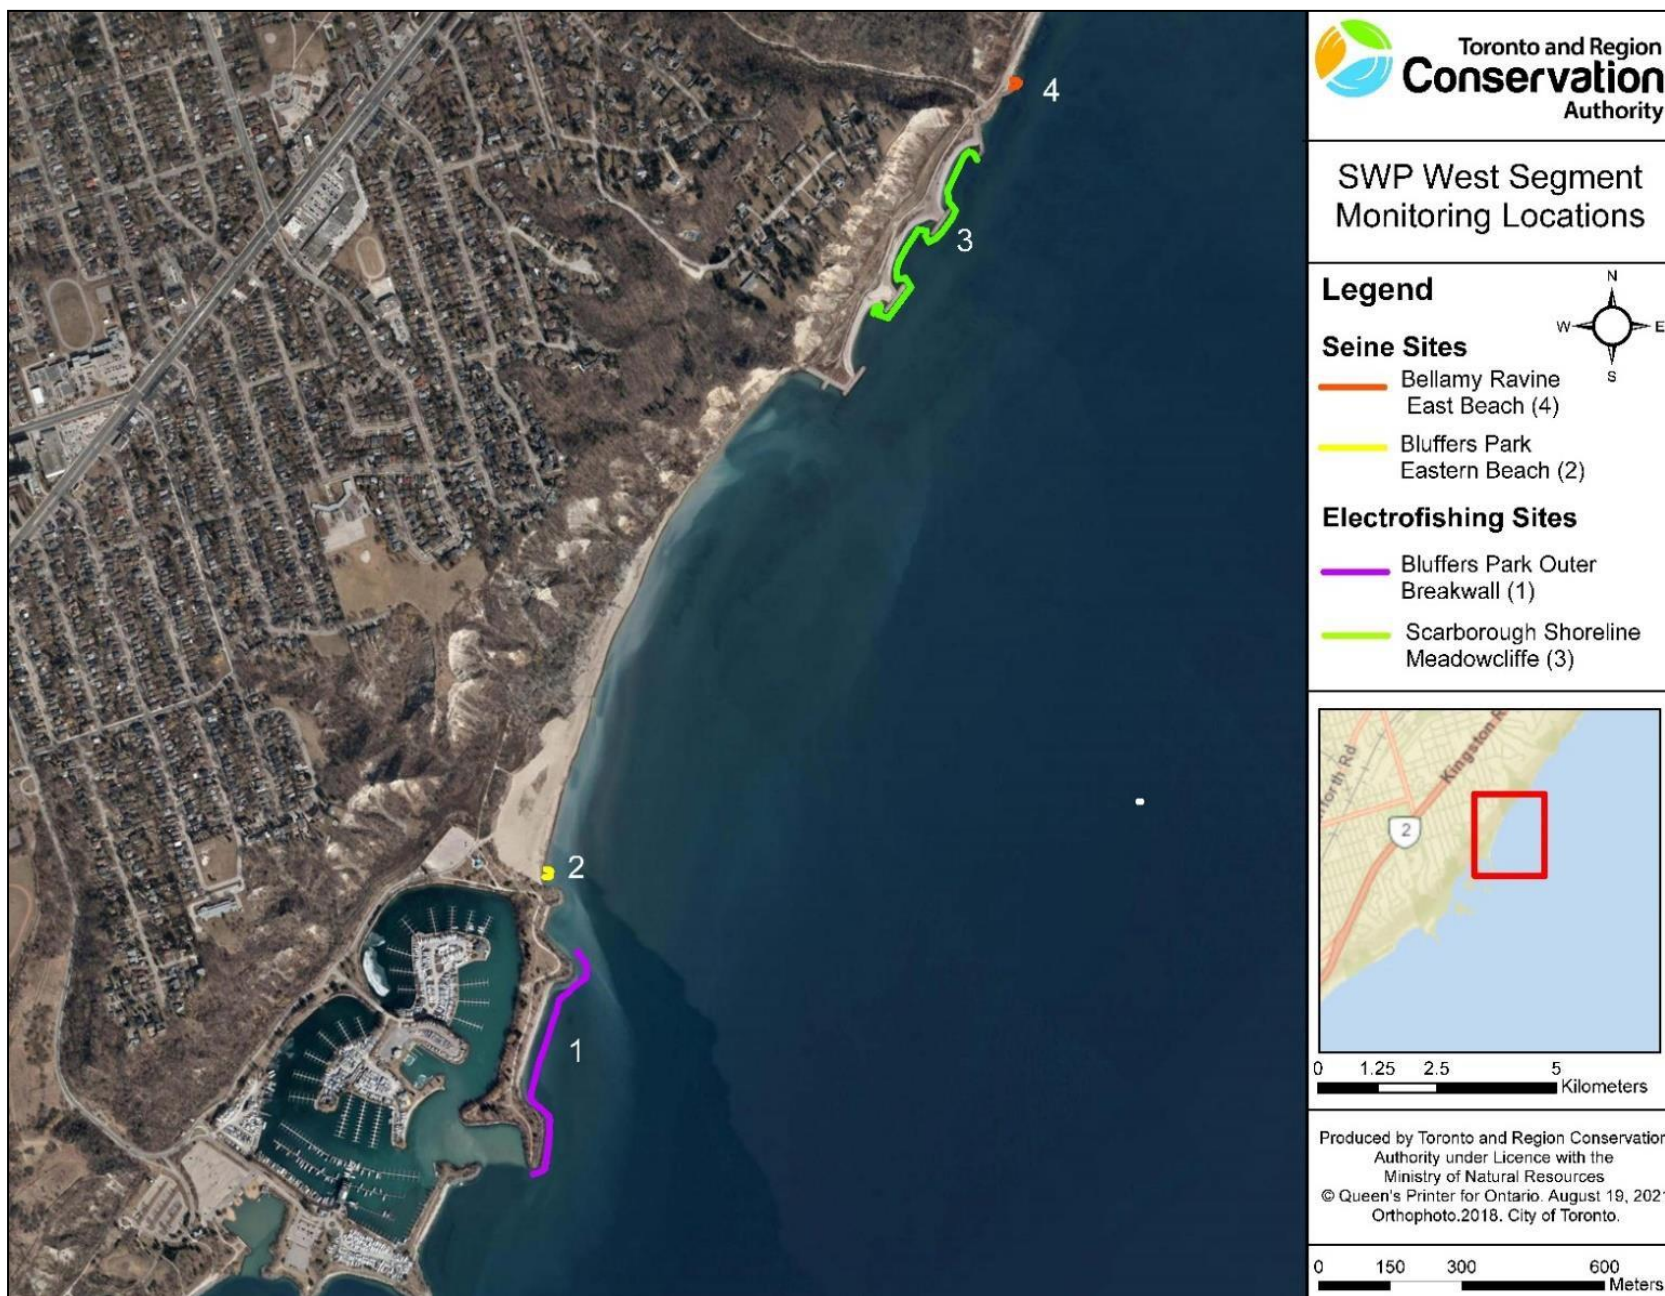 4
3
2
1
Toronto and Region
Conservation
Authority
SWP West Segment
Monitoring Locations
Legend
N
W E
S
Seine Sites
Bellamy Ravine
East Beach (4)
Bluffers Park
Eastern Beach (2)
Electrofishing Sites
Bluffers Park Outer
Breakwall (1)
Scarborough Shoreline
Meadowcliffe (3)
Kingston R
forth Rd
2
0 1.25 2.5 5
Kilometers
Produced by Toronto and Region Conservation
Authority under Licence with the
Ministry of Natural Resources
© Queen's Printer for Ontario. August 19, 2021
Orthophoto.2018. City of Toronto.
0 150 300 600
Meters